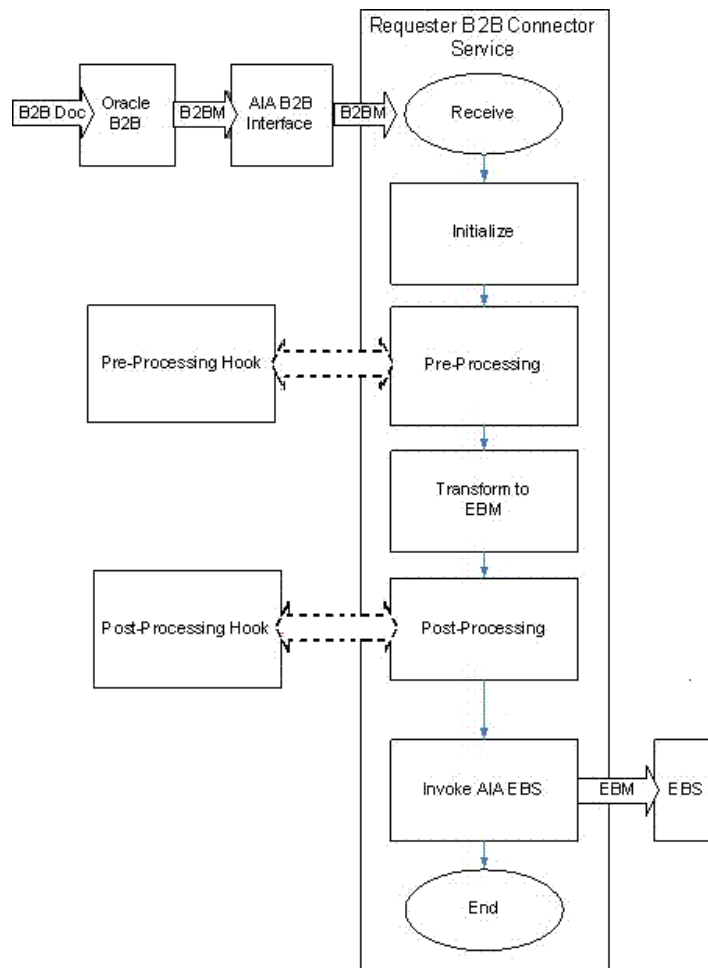 Requester B2B Connector
Service
B2B Doc
Oracle
B2B
B2BM
AIA B2B
Interface
B2BM
Receive
Initialize
Pre-Processing Hook
Pre-Processing
Transform to
EBM
Post-Processing Hook
Post-Processing
Invoke AIA EBS
EBM
EBS
End